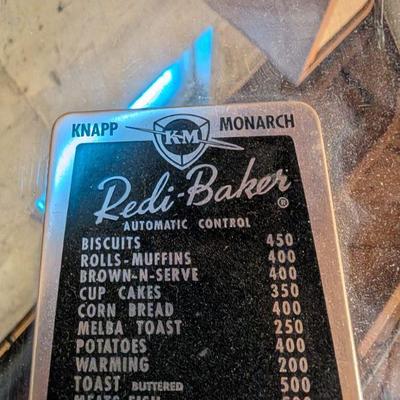 KNAPP K-M MONARCH
Redi-Baker ®
AUTOMATIC CONTROL
BISCUITS 450
ROLLS-MUFFINS 400
BROWN-N-SERVE 400
CUP CAKES 350
CORN BREAD 400
MELBA TOAST 250
POTATOES 400
WARMING 200
TOAST BUTTERED 500